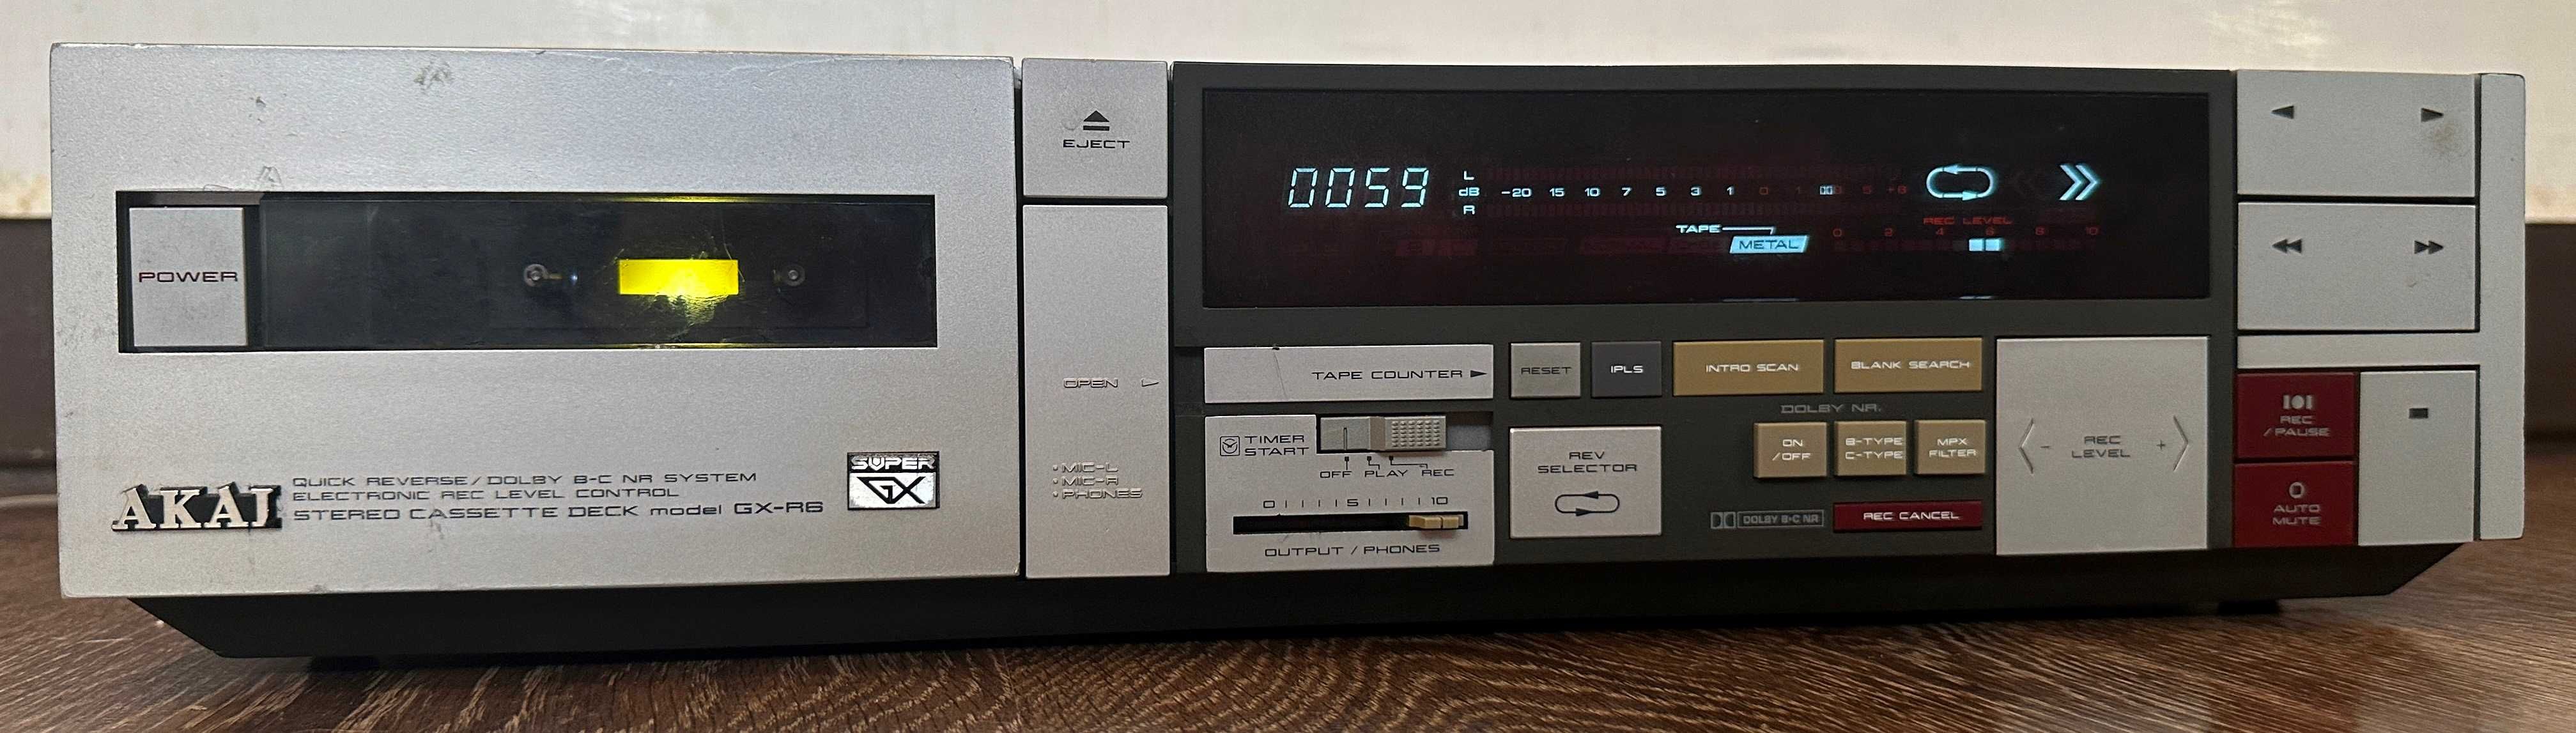 POWER
AKAI
QUICK REVERSE/DOLBY B-C NR SYSTEM
ELECTRONIC REC LEVEL CONTROL
STEREO CASSETTE DECK model GX-R6
SUPER
GX
EJECT
OPEN
• MIC-L
• MIC-R
• PHONES
0059
L
dB -20 15 10 7 5 3 1 0 1 3 5 +8
R
REC LEVEL
TAPE
METAL
0 2 4 6 8 10
TAPE COUNTER
RESET
IPLS
INTRO SCAN
BLANK SEARCH
TIMER
START
OFF PLAY REC
0 5 10
OUTPUT / PHONES
REV
SELECTOR
DOLBY NR.
ON
/OFF
B-TYPE
C-TYPE
MPX
FILTER
DOLBY B•C NR
REC CANCEL
- REC LEVEL +
REC
/PAUSE
AUTO
MUTE